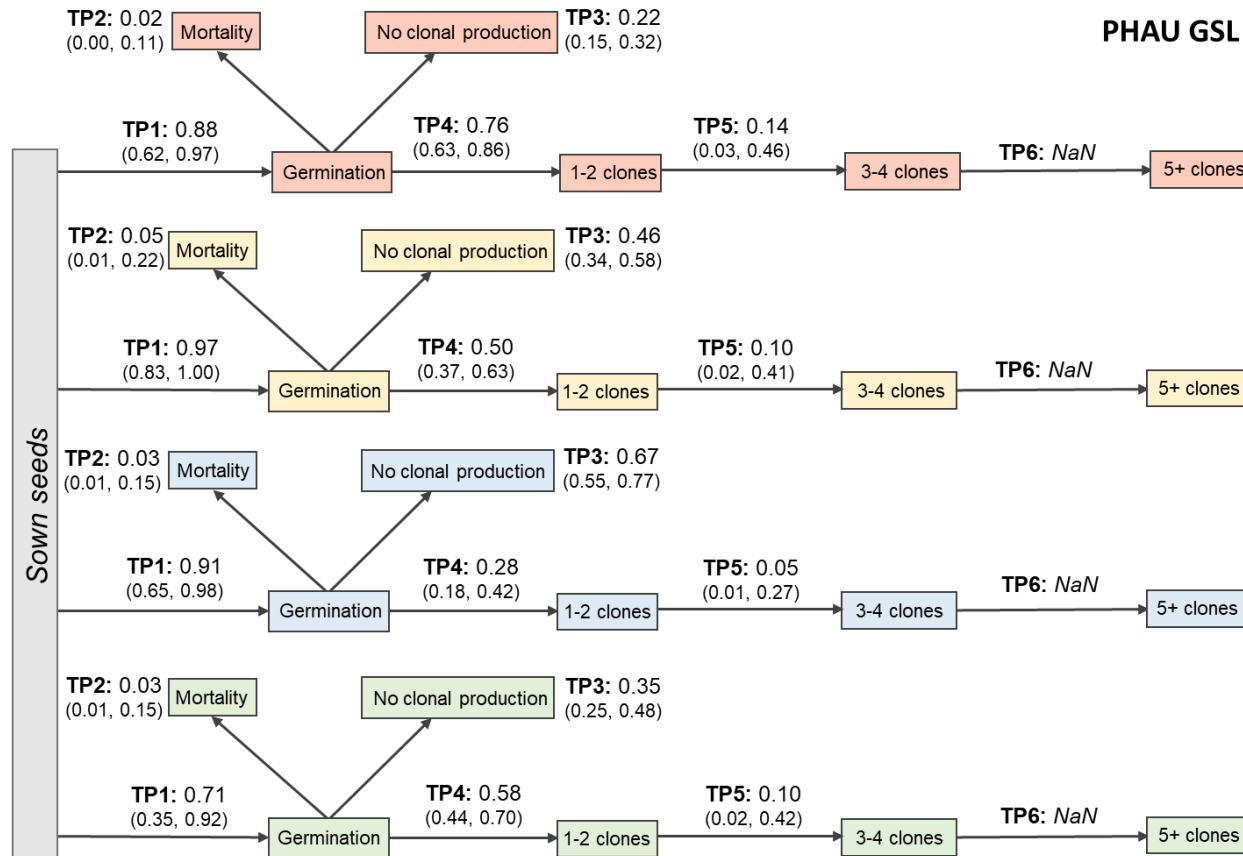 PHAU GSL
Sown seeds
TP2: 0.02
(0.00, 0.11)
Mortality
No clonal production
TP3: 0.22
(0.15, 0.32)
TP1: 0.88
(0.62, 0.97)
Germination
TP4: 0.76
(0.63, 0.86)
1-2 clones
TP5: 0.14
(0.03, 0.46)
3-4 clones
TP6: NaN
5+ clones
TP2: 0.05
(0.01, 0.22)
Mortality
No clonal production
TP3: 0.46
(0.34, 0.58)
TP1: 0.97
(0.83, 1.00)
Germination
TP4: 0.50
(0.37, 0.63)
1-2 clones
TP5: 0.10
(0.02, 0.41)
3-4 clones
TP6: NaN
5+ clones
TP2: 0.03
(0.01, 0.15)
Mortality
No clonal production
TP3: 0.67
(0.55, 0.77)
TP1: 0.91
(0.65, 0.98)
Germination
TP4: 0.28
(0.18, 0.42)
1-2 clones
TP5: 0.05
(0.01, 0.27)
3-4 clones
TP6: NaN
5+ clones
TP2: 0.03
(0.01, 0.15)
Mortality
No clonal production
TP3: 0.35
(0.25, 0.48)
TP1: 0.71
(0.35, 0.92)
Germination
TP4: 0.58
(0.44, 0.70)
1-2 clones
TP5: 0.10
(0.02, 0.42)
3-4 clones
TP6: NaN
5+ clones